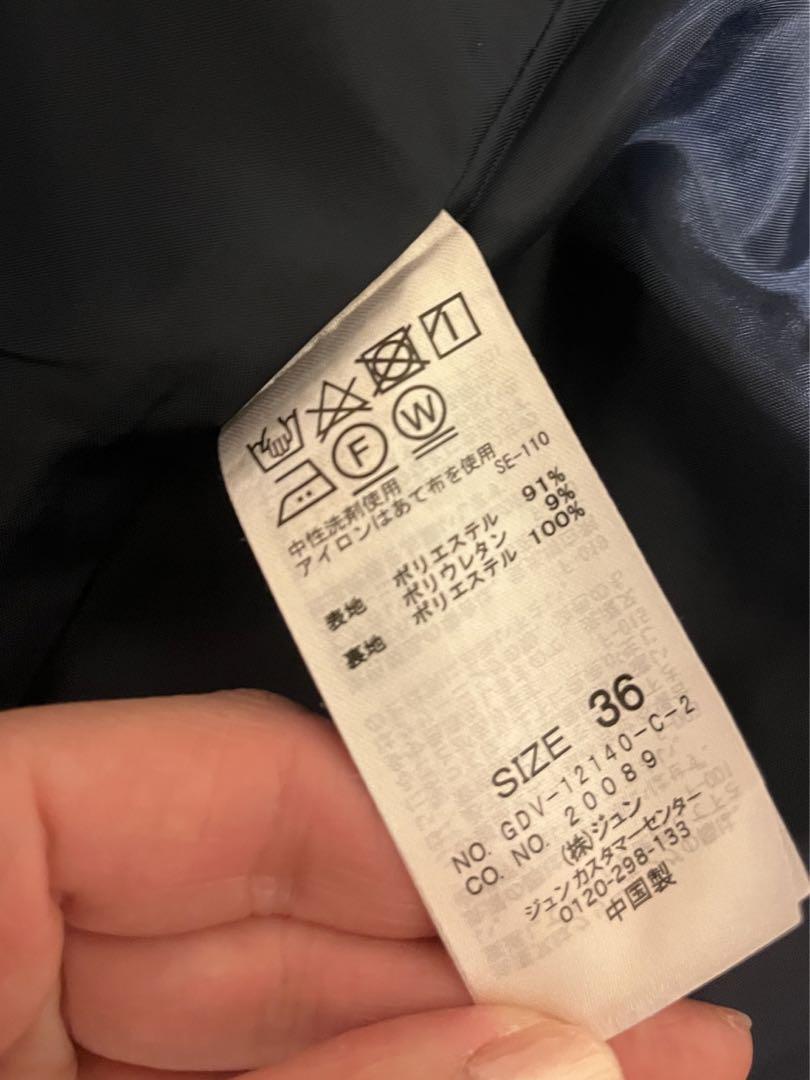 F W
中性洗剤使用
アイロンはあて布を使用 SE-110
表地 ポリエステル 91%
ポリウレタン 9%
裏地 ポリエステル 100%
SIZE 36
NO. GDV-12140-C-2
CO. NO. 20089
(株)ジュン
ジュンカスタマーセンター
0120-298-133
中国製